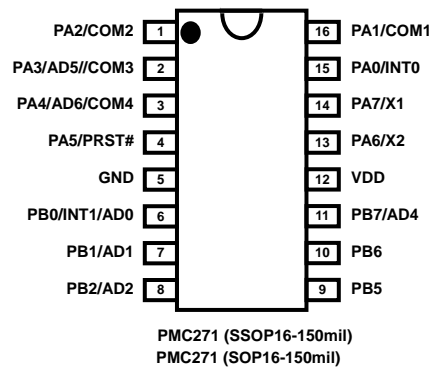 PA2/COM2 1 16 PA1/COM1
PA3/AD5//COM3 2 15 PA0/INT0
PA4/AD6/COM4 3 14 PA7/X1
PA5/PRST# 4 13 PA6/X2
GND 5 12 VDD
PB0/INT1/AD0 6 11 PB7/AD4
PB1/AD1 7 10 PB6
PB2/AD2 8 9 PB5
PMC271 (SSOP16-150mil)
PMC271 (SOP16-150mil)